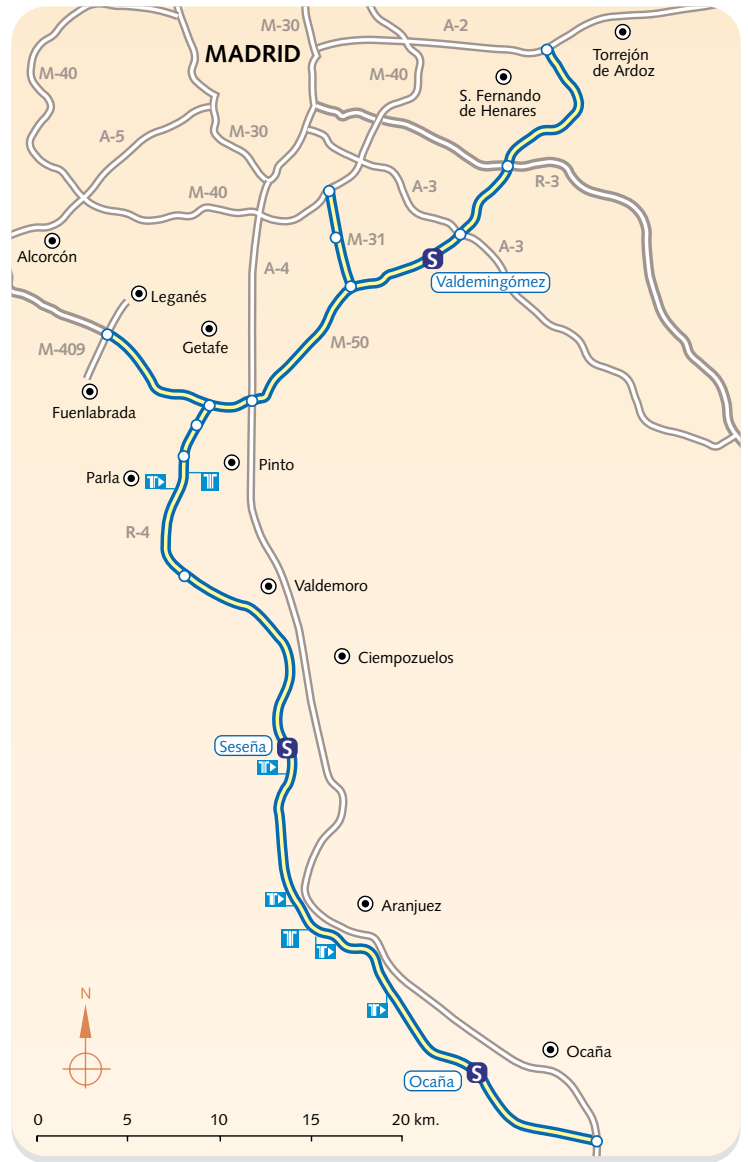 M-30
A-2
MADRID
Torrejón
de Ardoz
M-40
M-40
S. Fernando
de Henares
A-5
M-30
M-40
A-3
R-3
M-31
A-3
Alcorcón
A-4
S
Valdemingómez
Leganés
M-409
Getafe
M-50
Fuenlabrada
Pinto
Parla
T
T
R-4
Valdemoro
Ciempozuelos
Seseña
S
T
T
Aranjuez
T
T
T
N
Ocaña
Ocaña
S
0
5
10
15
20 km.